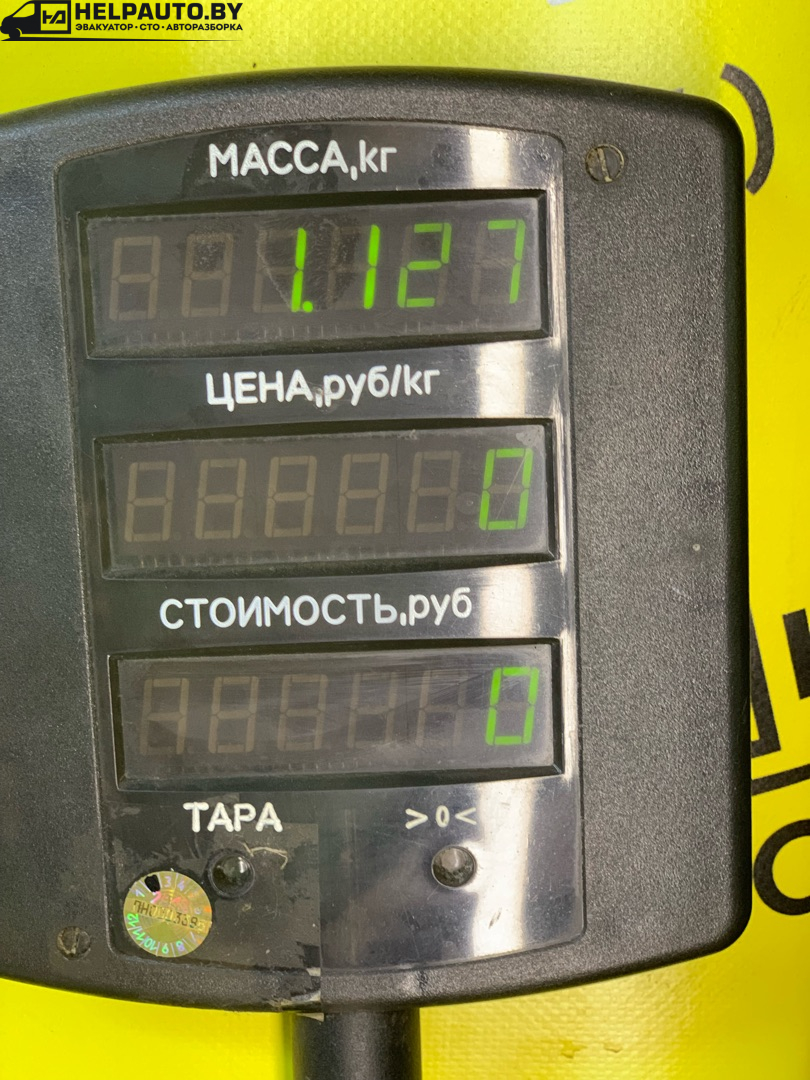 HELPAUTO.BY
ЭВАКУАТОР · СТО · АВТОРАЗБОРКА
МАССА,кг
1.127
ЦЕНА,руб/кг
0
СТОИМОСТЬ,руб
0
ТАРА >0<